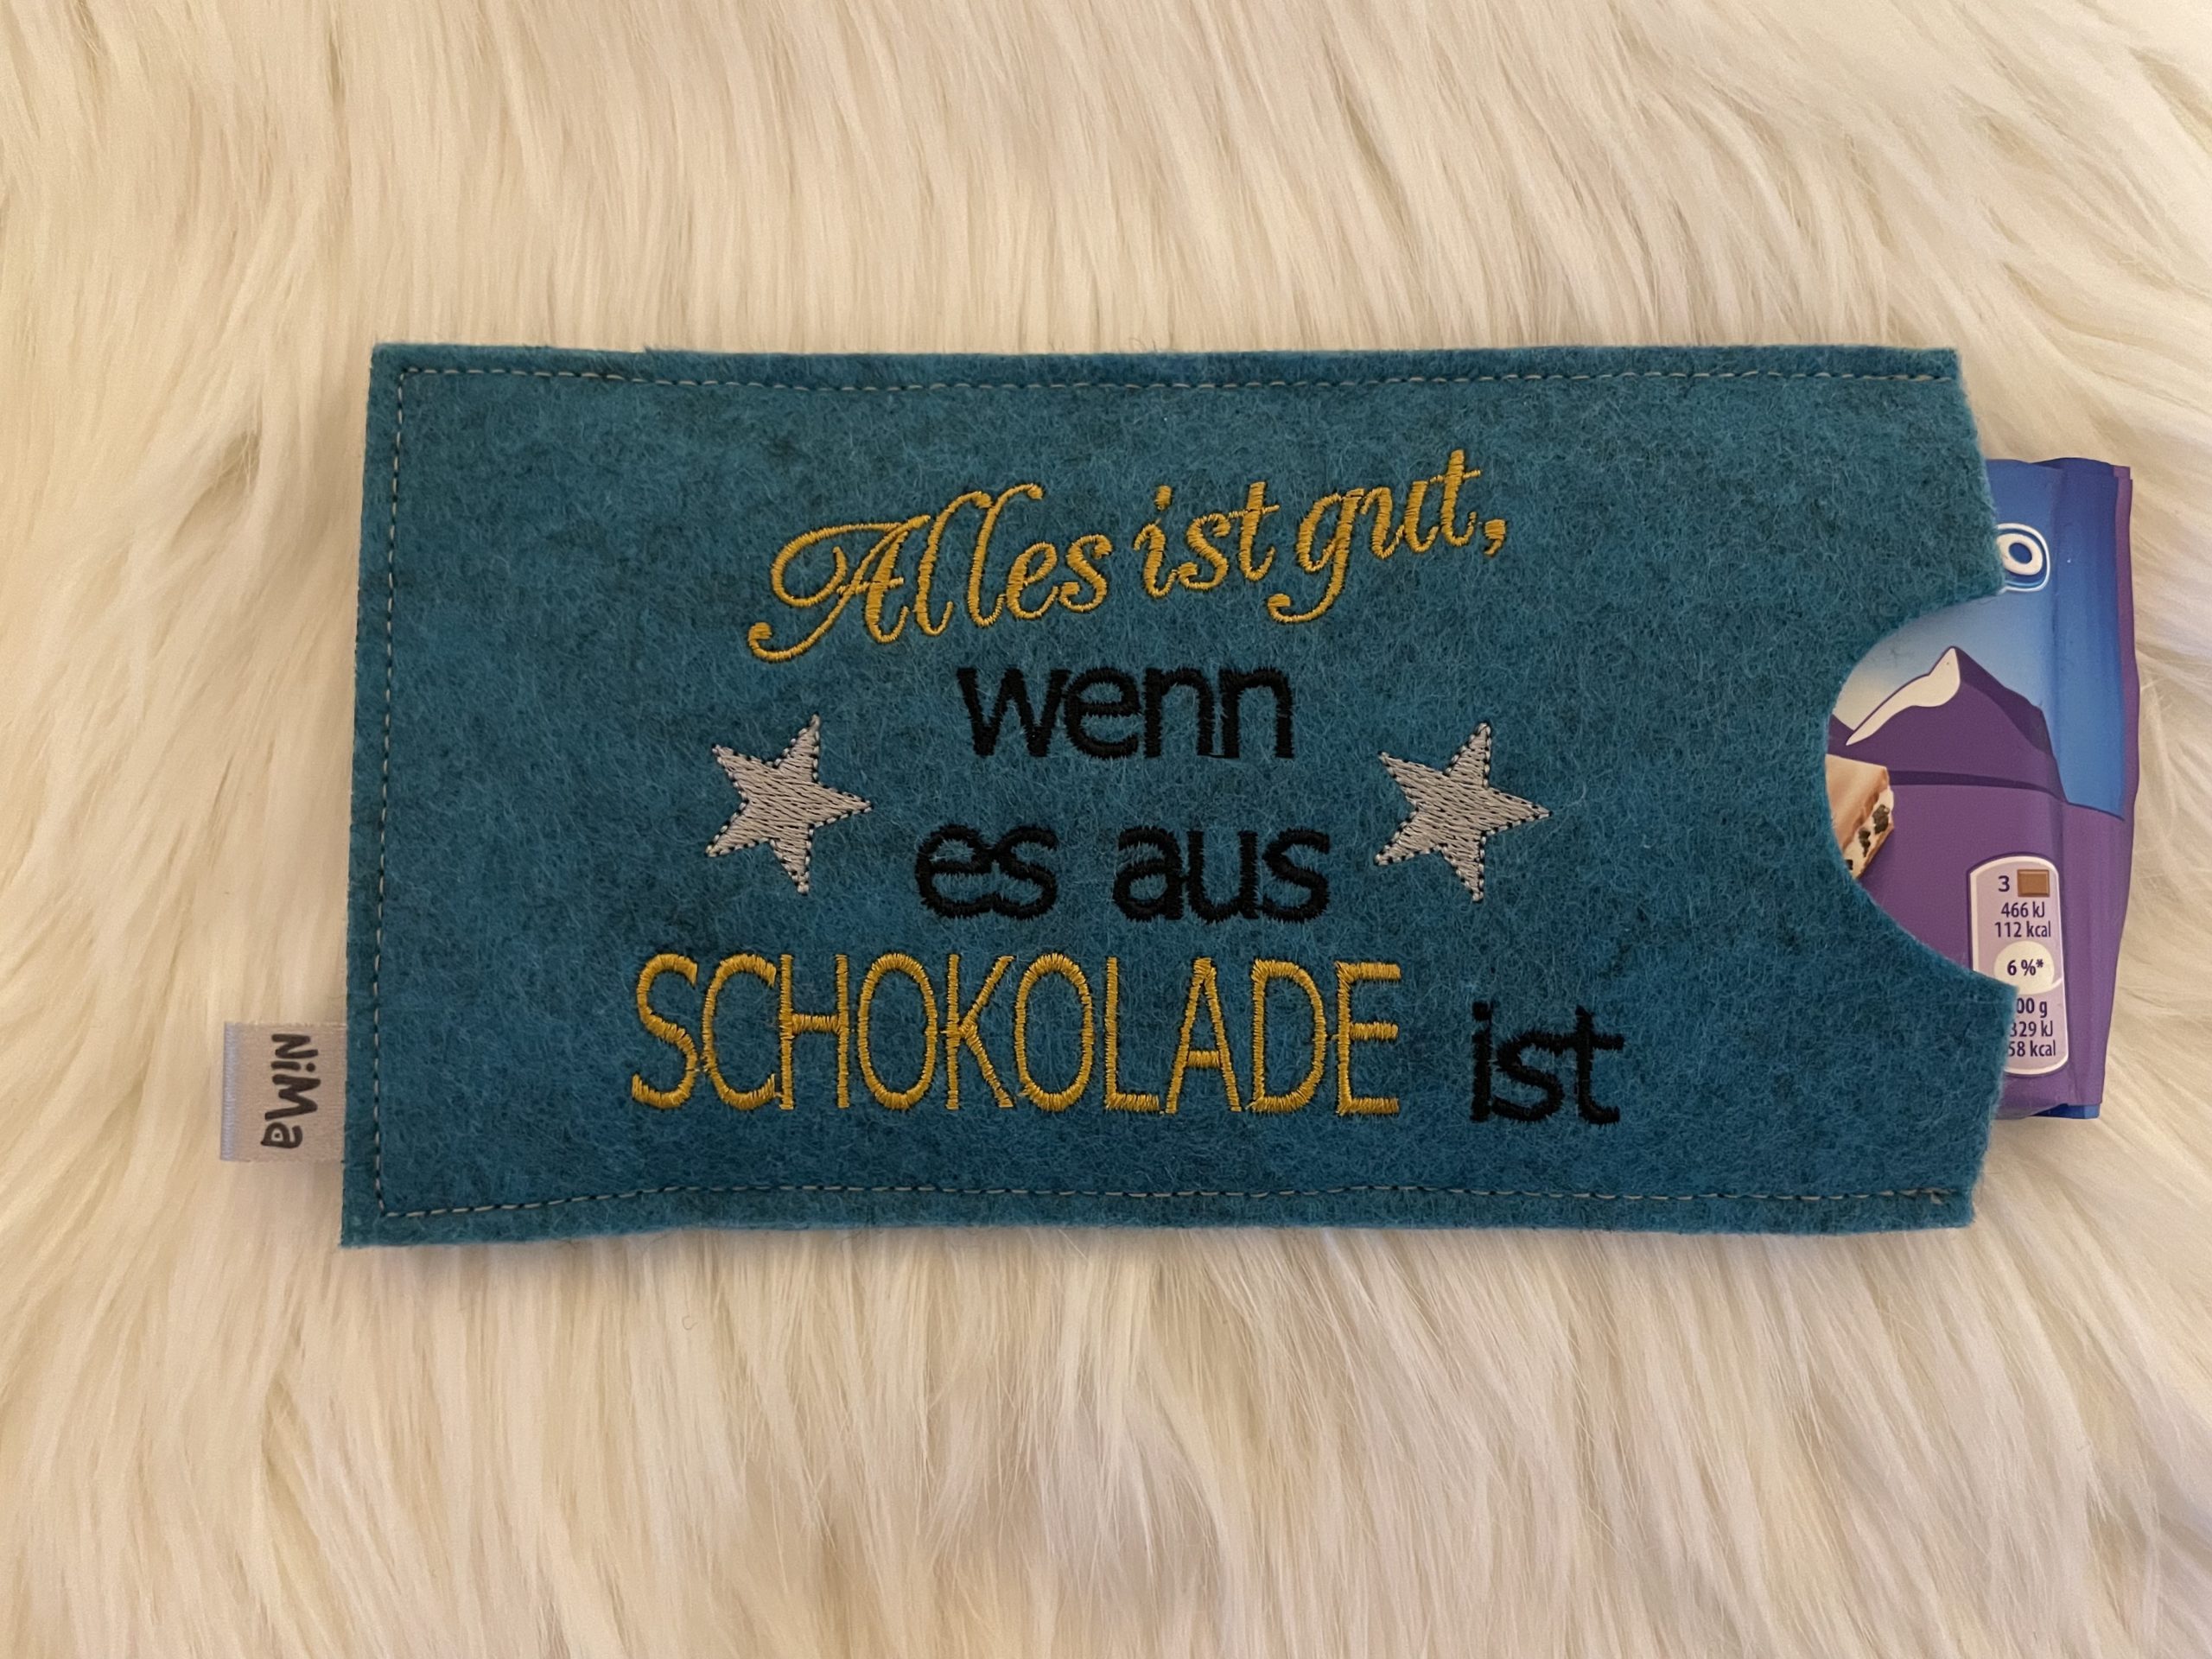 Alles ist gut,
wenn
es aus
SCHOKOLADE ist
NiMa
3
466 kJ
112 kcal
6 %*